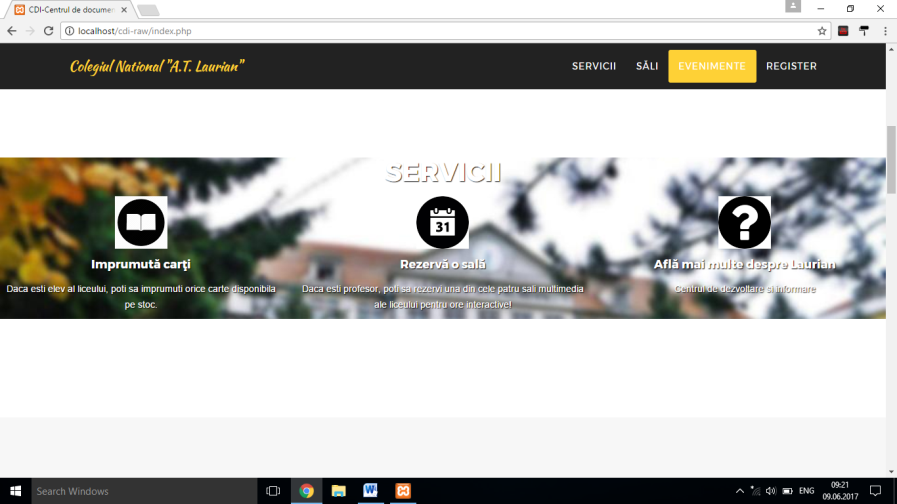 CDI-Centrul de documen
localhost/cdi-raw/index.php
Colegiul National "A.T. Laurian"
SERVICII
SĂLI
EVENIMENTE
REGISTER
SERVICII
31
Imprumută carţi
Rezervă o sală
Află mai multe despre Laurian
Daca esti elev al liceului, poti sa imprumuti orice carte disponibila
pe stoc.
Daca esti profesor, poti sa rezervi una din cele patru sali multimedia
ale liceului pentru ore interactive!
Centrul de dezvoltare si informare
Search Windows
ENG
09:21
09.06.2017